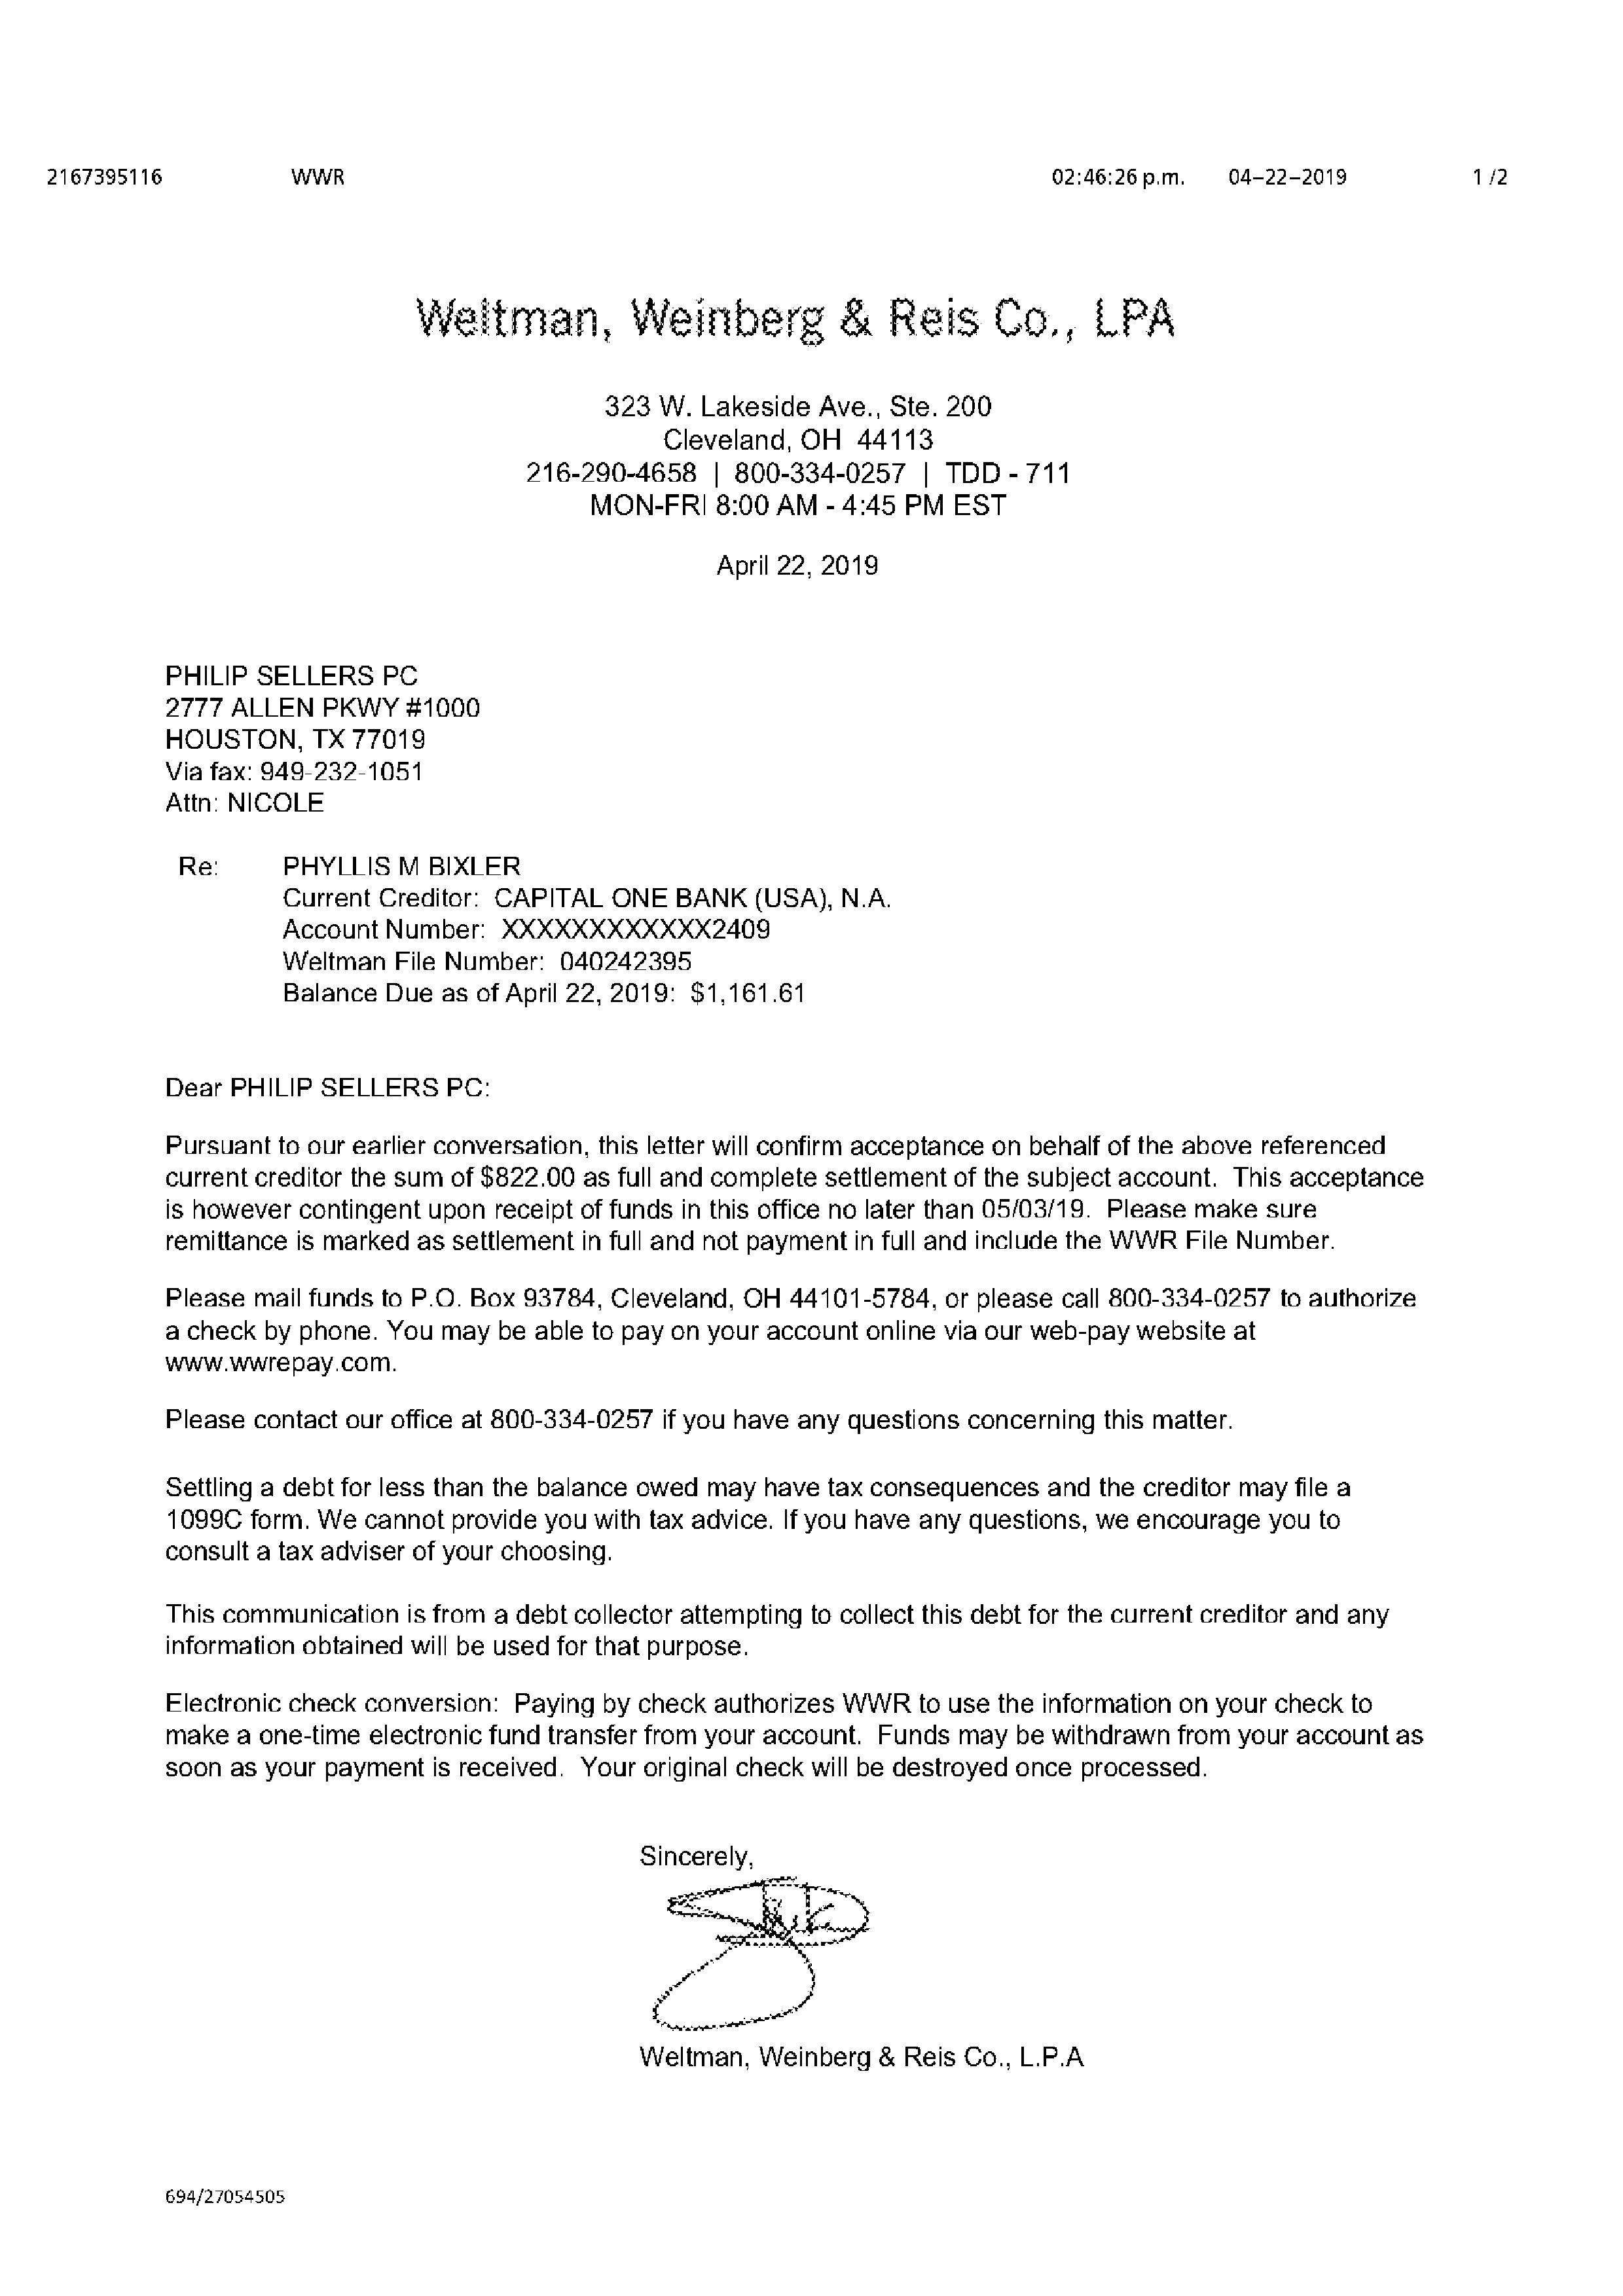 2167395116 WWR 02:46:26 p.m. 04-22-2019 1 /2
Weltman, Weinberg & Reis Co., LPA
323 W. Lakeside Ave., Ste. 200
Cleveland, OH 44113
216-290-4658 | 800-334-0257 | TDD - 711
MON-FRI 8:00 AM - 4:45 PM EST
April 22, 2019
PHILIP SELLERS PC
2777 ALLEN PKWY #1000
HOUSTON, TX 77019
Via fax: 949-232-1051
Attn: NICOLE
Re: PHYLLIS M BIXLER
Current Creditor: CAPITAL ONE BANK (USA), N.A.
Account Number: XXXXXXXXXXXX2409
Weltman File Number: 040242395
Balance Due as of April 22, 2019: $1,161.61
Dear PHILIP SELLERS PC:
Pursuant to our earlier conversation, this letter will confirm acceptance on behalf of the above referenced
current creditor the sum of $822.00 as full and complete settlement of the subject account. This acceptance
is however contingent upon receipt of funds in this office no later than 05/03/19. Please make sure
remittance is marked as settlement in full and not payment in full and include the WWR File Number.
Please mail funds to P.O. Box 93784, Cleveland, OH 44101-5784, or please call 800-334-0257 to authorize
a check by phone. You may be able to pay on your account online via our web-pay website at
www.wwrepay.com.
Please contact our office at 800-334-0257 if you have any questions concerning this matter.
Settling a debt for less than the balance owed may have tax consequences and the creditor may file a
1099C form. We cannot provide you with tax advice. If you have any questions, we encourage you to
consult a tax adviser of your choosing.
This communication is from a debt collector attempting to collect this debt for the current creditor and any
information obtained will be used for that purpose.
Electronic check conversion: Paying by check authorizes WWR to use the information on your check to
make a one-time electronic fund transfer from your account. Funds may be withdrawn from your account as
soon as your payment is received. Your original check will be destroyed once processed.
Sincerely,
Weltman, Weinberg & Reis Co., L.P.A
694/27054505